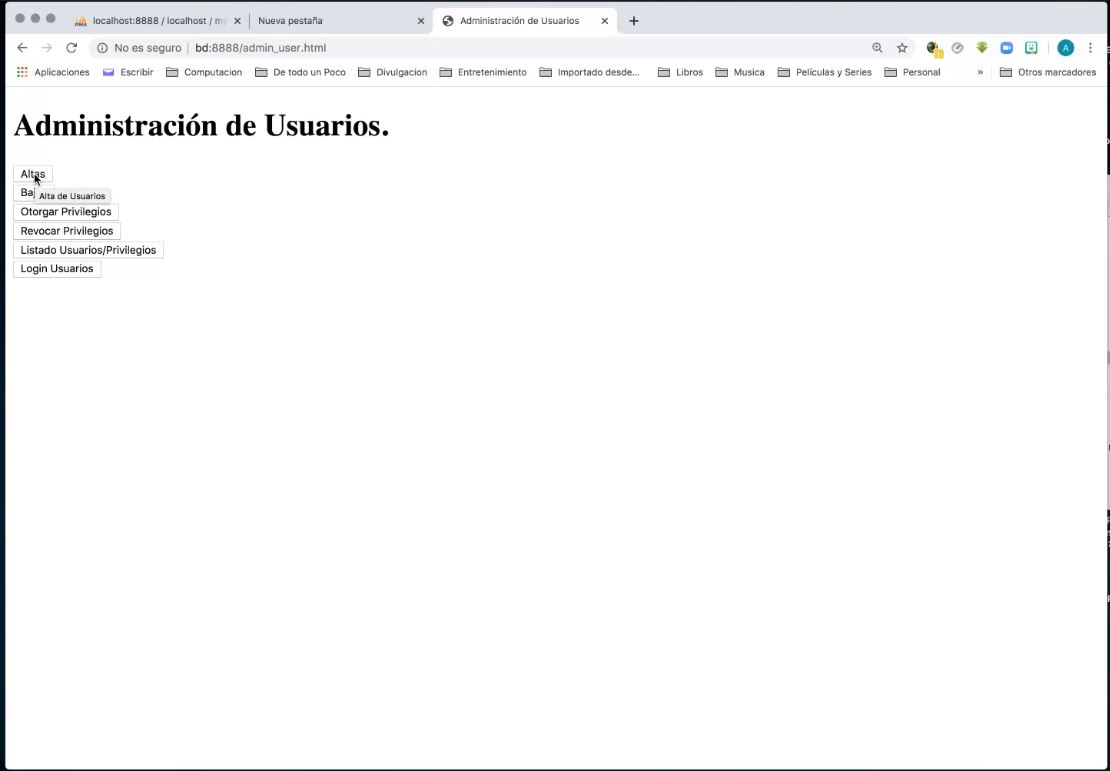 localhost:8888 / localhost / my
Nueva pestaña
Administración de Usuarios
No es seguro
bd:8888/admin_user.html
A
Aplicaciones
Escribir
Computacion
De todo un Poco
Divulgacion
Entretenimiento
Importado desde...
Libros
Musica
Películas y Series
Personal
»
Otros marcadores
Administración de Usuarios.
Altas
Alta de Usuarios
Otorgar Privilegios
Revocar Privilegios
Listado Usuarios/Privilegios
Login Usuarios